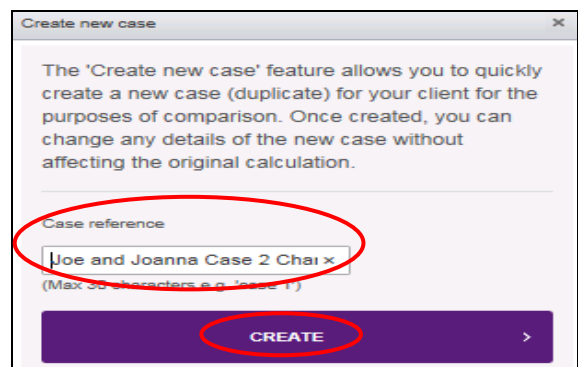 Create new case ×
The 'Create new case' feature allows you to quickly
create a new case (duplicate) for your client for the
purposes of comparison. Once created, you can
change any details of the new case without
affecting the original calculation.
Case reference
Joe and Joanna Case 2 Char ×
(Max 30 characters e.g. 'case 1')
CREATE >